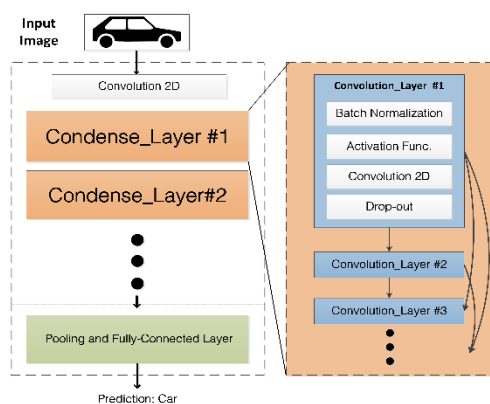 Input
Image
Convolution 2D
Condense_Layer #1
Condense_Layer#2
Pooling and Fully-Connected Layer
Prediction: Car
Convolution_Layer #1
Batch Normalization
Activation Func.
Convolution 2D
Drop-out
Convolution_Layer #2
Convolution_Layer #3